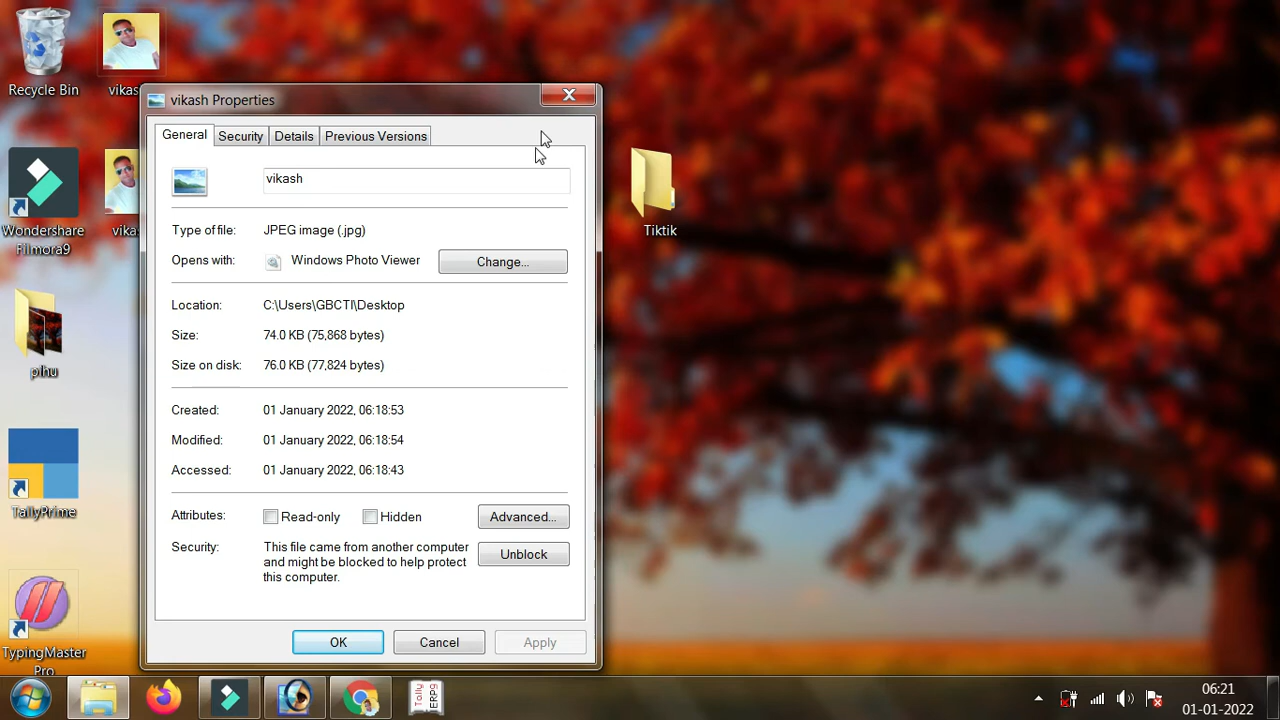 Recycle Bin
vikas
vikash Properties
General
Security
Details
Previous Versions
vikash
Wondershare
Filmora9
vika
Tiktik
Type of file:
JPEG image (.jpg)
Opens with:
Windows Photo Viewer
Change...
Location:
C:\Users\GBCTI\Desktop
Size:
74.0 KB (75,868 bytes)
Size on disk:
76.0 KB (77,824 bytes)
pihu
Created:
01 January 2022, 06:18:53
Modified:
01 January 2022, 06:18:54
Accessed:
01 January 2022, 06:18:43
TallyPrime
Attributes:
Read-only
Hidden
Advanced...
Security:
This file came from another computer
and might be blocked to help protect
this computer.
Unblock
TypingMaster
Pro
OK
Cancel
Apply
Tally
ERP9
06:21
01-01-2022